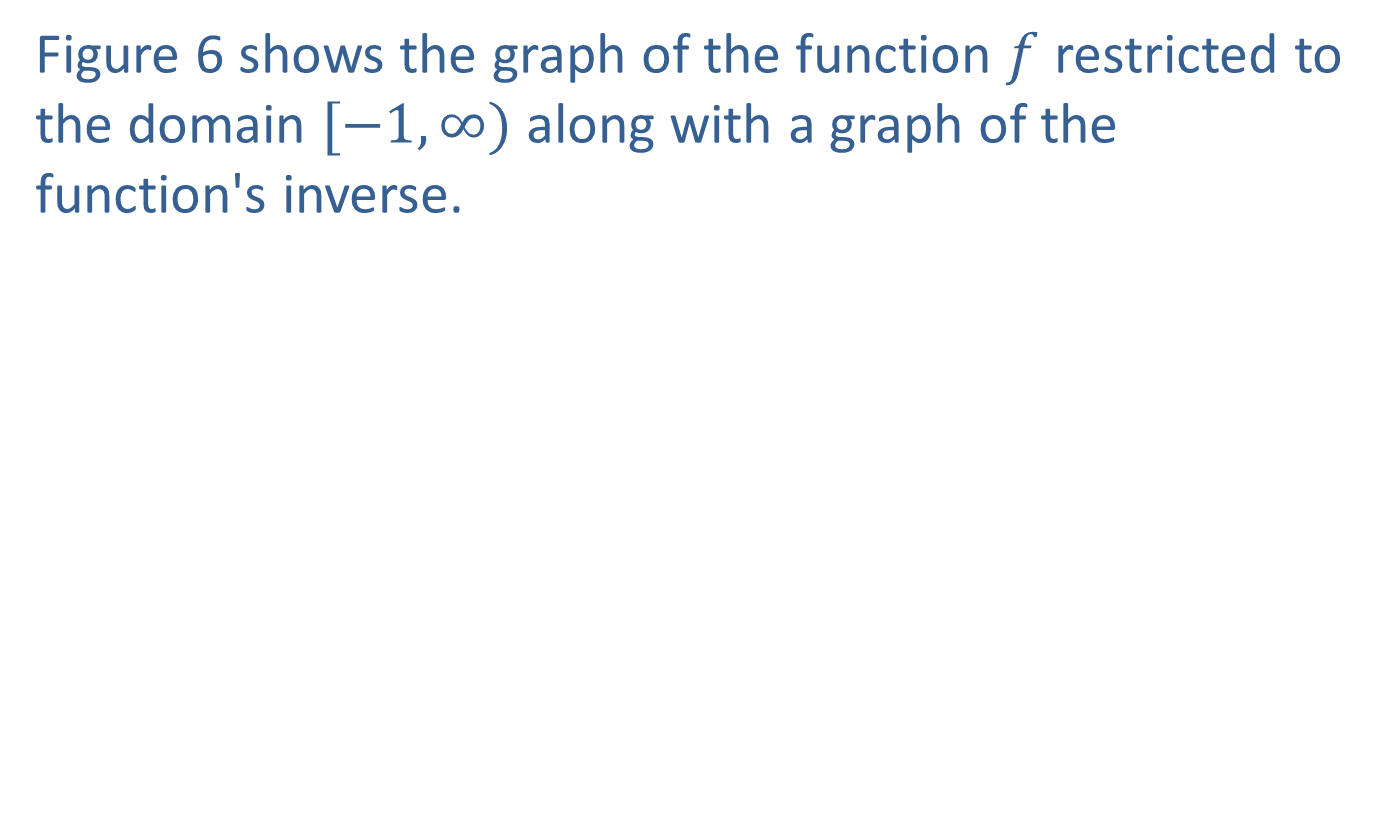 Figure 6 shows the graph of the function f restricted to
the domain [−1, ∞) along with a graph of the
function's inverse.